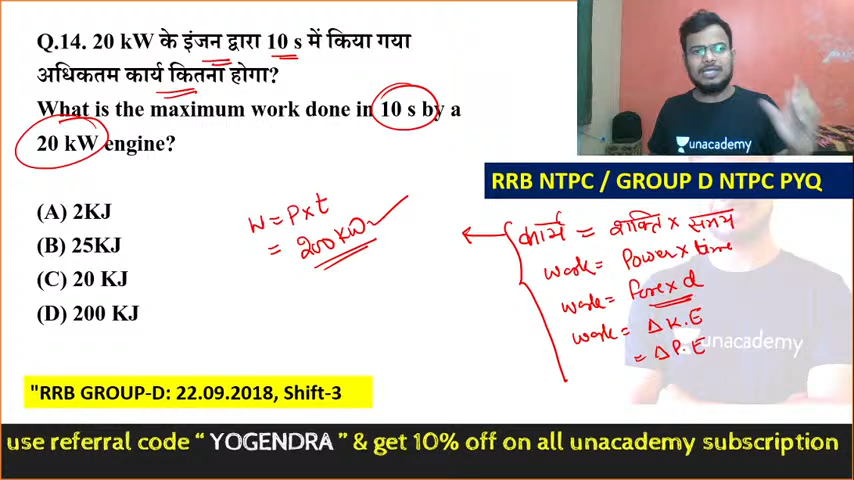 Q.14. 20 kW के इंजन द्वारा 10 s में किया गया
अधिकतम कार्य कितना होगा?
What is the maximum work done in 10 s by a
20 kW engine?
(A) 2KJ
(B) 25KJ
(C) 20 KJ
(D) 200 KJ
W = P x t
= 200 KW
unacademy
RRB NTPC / GROUP D NTPC PYQ
कार्य = शक्ति × समय
work = Power × time
work = Force × d
work = Δ K.E
= Δ P.E
unacademy
"RRB GROUP-D: 22.09.2018, Shift-3
use referral code “ YOGENDRA ” & get 10% off on all unacademy subscription